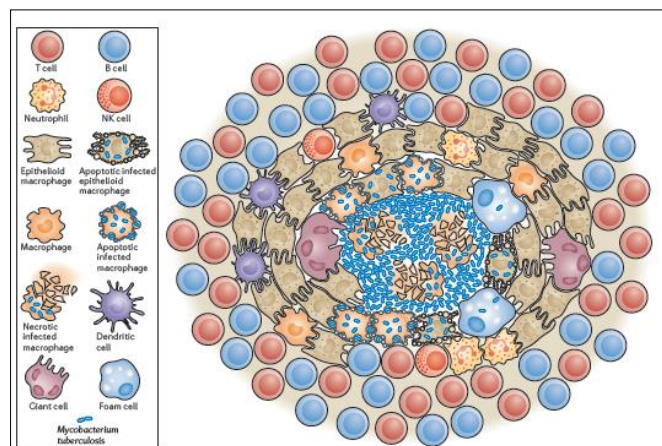 T cell
B cell
Neutrophil
NK cell
Epithelioid
macrophage
Apoptotic infected
epithelioid
macrophage
Macrophage
Apoptotic
infected
macrophage
Necrotic
infected
macrophage
Dendritic
cell
Giant cell
Foam cell
Mycobacterium
tuberculosis